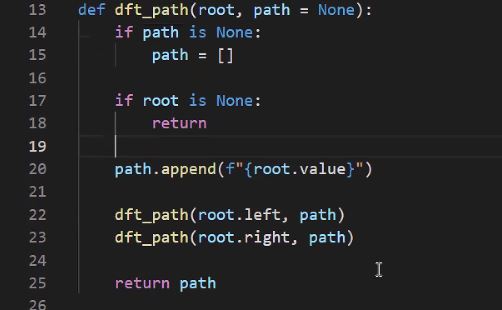 13 def dft_path(root, path = None):
14 if path is None:
15 path = []
16
17 if root is None:
18 return
19
20 path.append(f"{root.value}")
21
22 dft_path(root.left, path)
23 dft_path(root.right, path)
24
25 return path
26